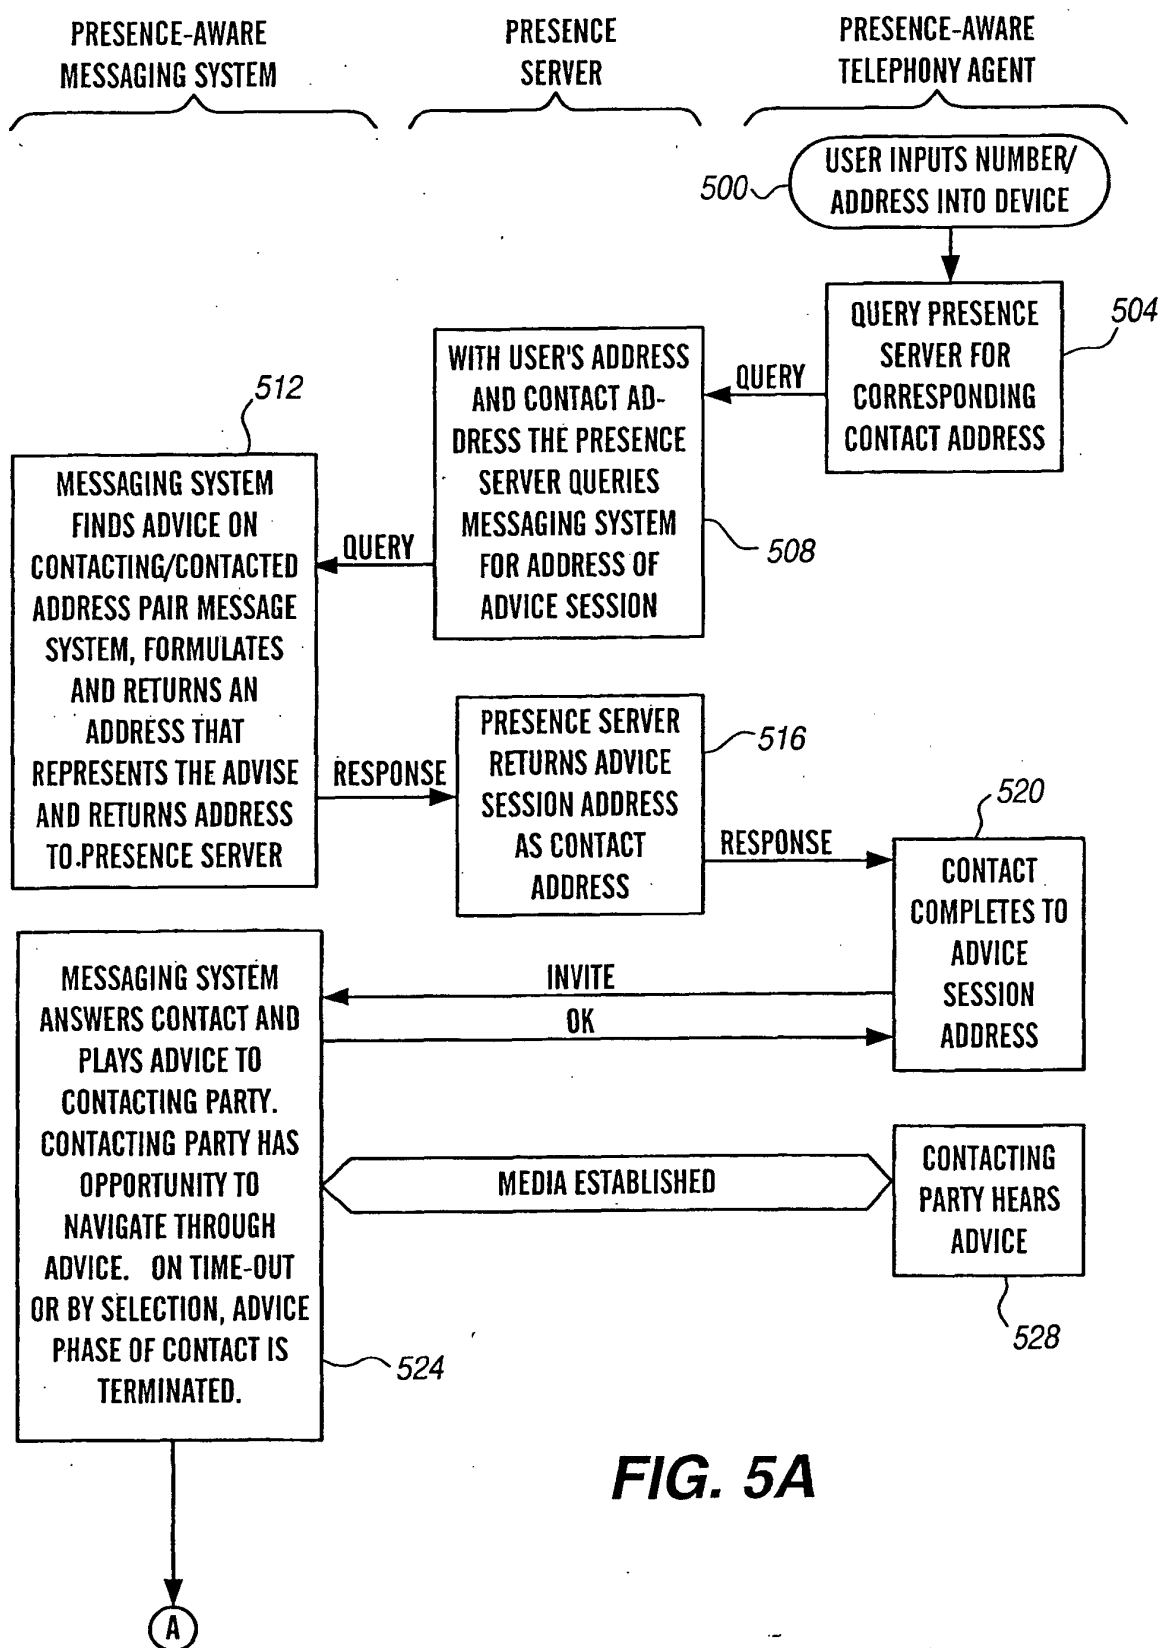 PRESENCE-AWARE
MESSAGING SYSTEM
PRESENCE
SERVER
PRESENCE-AWARE
TELEPHONY AGENT
500
USER INPUTS NUMBER/
ADDRESS INTO DEVICE
504
QUERY PRESENCE
SERVER FOR
CORRESPONDING
CONTACT ADDRESS
QUERY
WITH USER'S ADDRESS
AND CONTACT AD-
DRESS THE PRESENCE
SERVER QUERIES
MESSAGING SYSTEM
FOR ADDRESS OF
ADVICE SESSION
508
QUERY
512
MESSAGING SYSTEM
FINDS ADVICE ON
CONTACTING/CONTACTED
ADDRESS PAIR MESSAGE
SYSTEM, FORMULATES
AND RETURNS AN
ADDRESS THAT
REPRESENTS THE ADVISE
AND RETURNS ADDRESS
TO PRESENCE SERVER
RESPONSE
PRESENCE SERVER
RETURNS ADVICE
SESSION ADDRESS
AS CONTACT
ADDRESS
516
RESPONSE
520
CONTACT
COMPLETES TO
ADVICE
SESSION
ADDRESS
INVITE
OK
MESSAGING SYSTEM
ANSWERS CONTACT AND
PLAYS ADVICE TO
CONTACTING PARTY.
CONTACTING PARTY HAS
OPPORTUNITY TO
NAVIGATE THROUGH
ADVICE. ON TIME-OUT
OR BY SELECTION, ADVICE
PHASE OF CONTACT IS
TERMINATED.
524
MEDIA ESTABLISHED
CONTACTING
PARTY HEARS
ADVICE
528
FIG. 5A
A